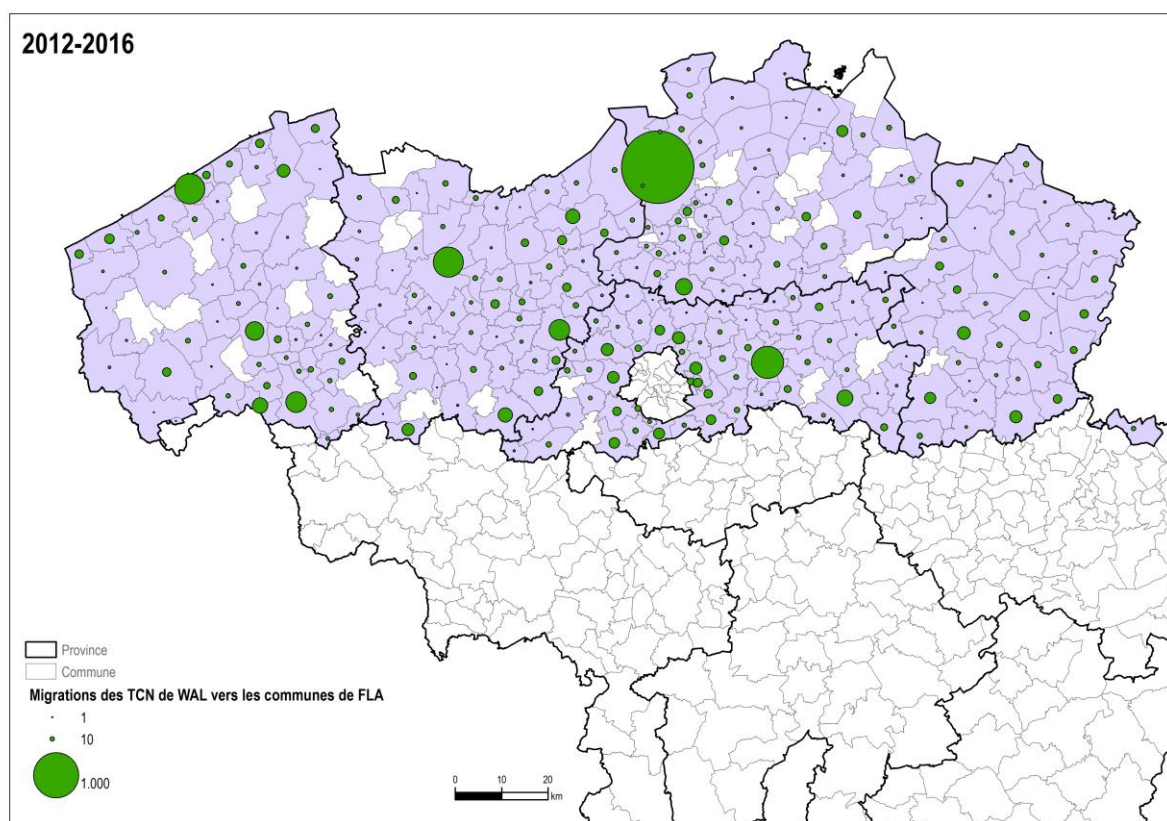 2012-2016
Province
Commune
Migrations des TCN de WAL vers les communes de FLA
1
10
1.000
0 10 20
km